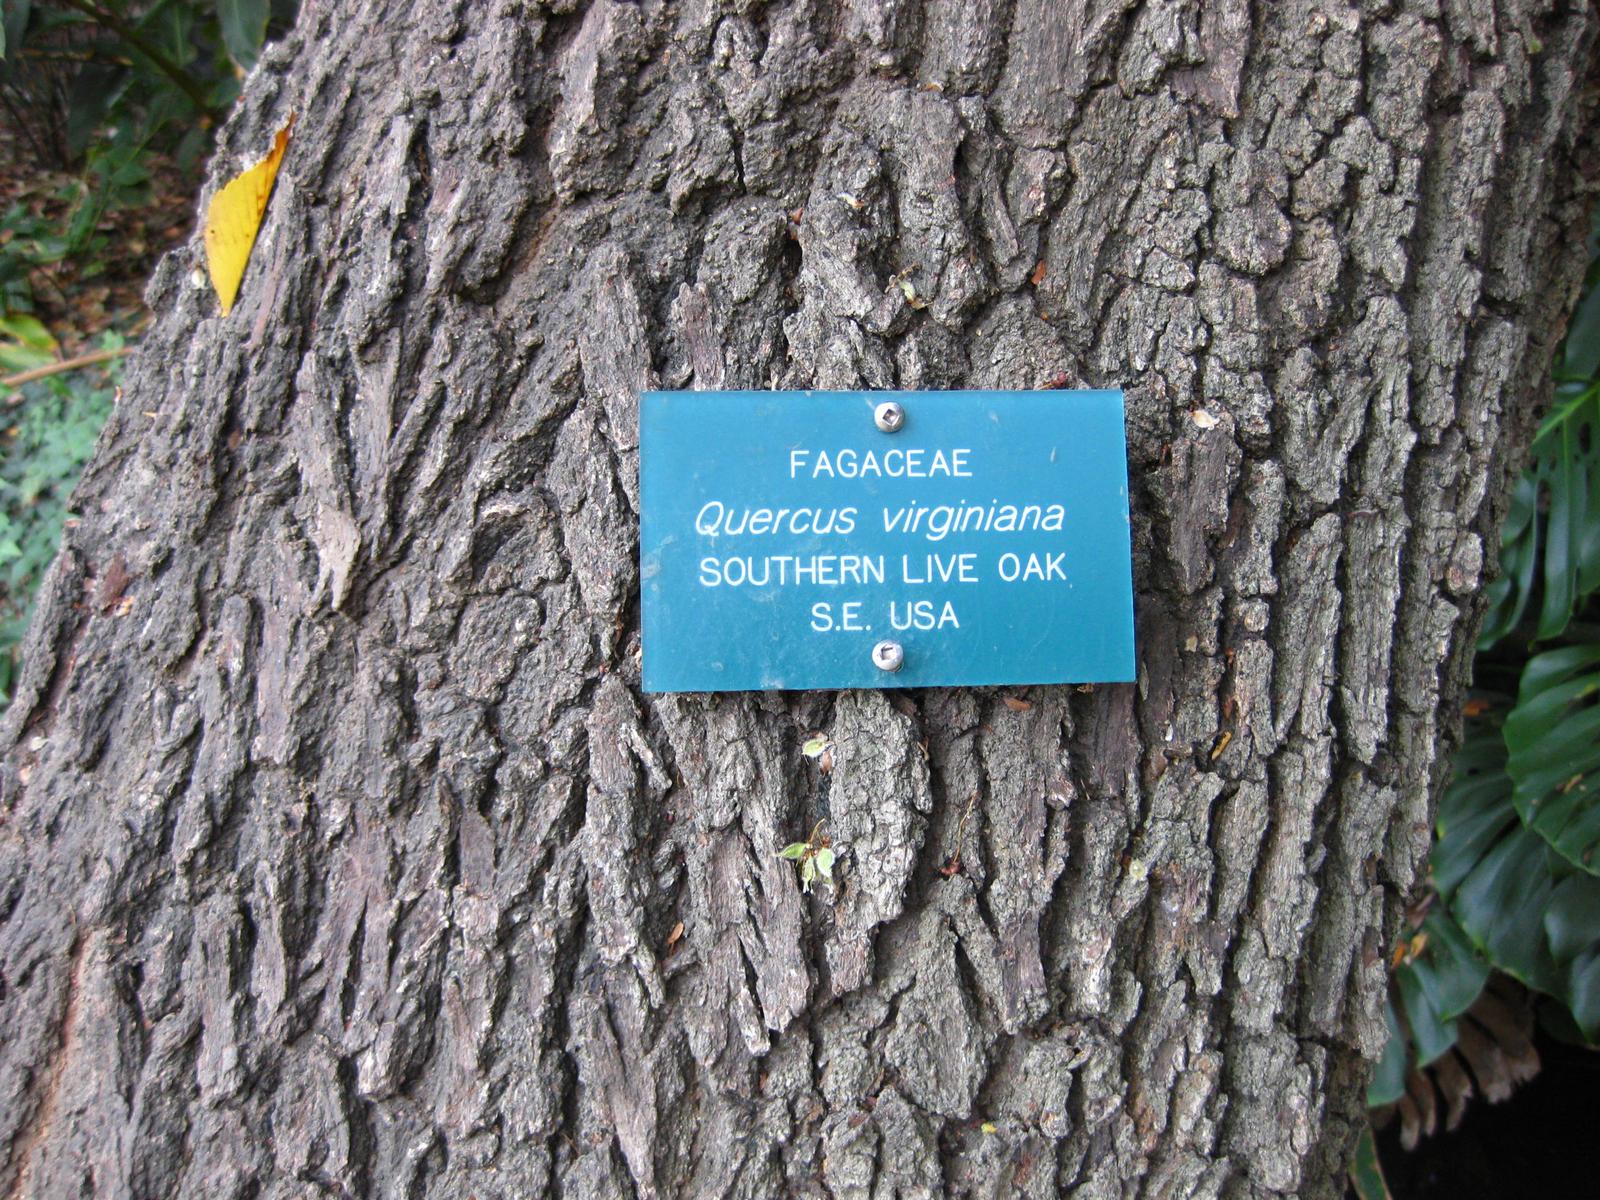 FAGACEAE
Quercus virginiana
SOUTHERN LIVE OAK
S.E. USA